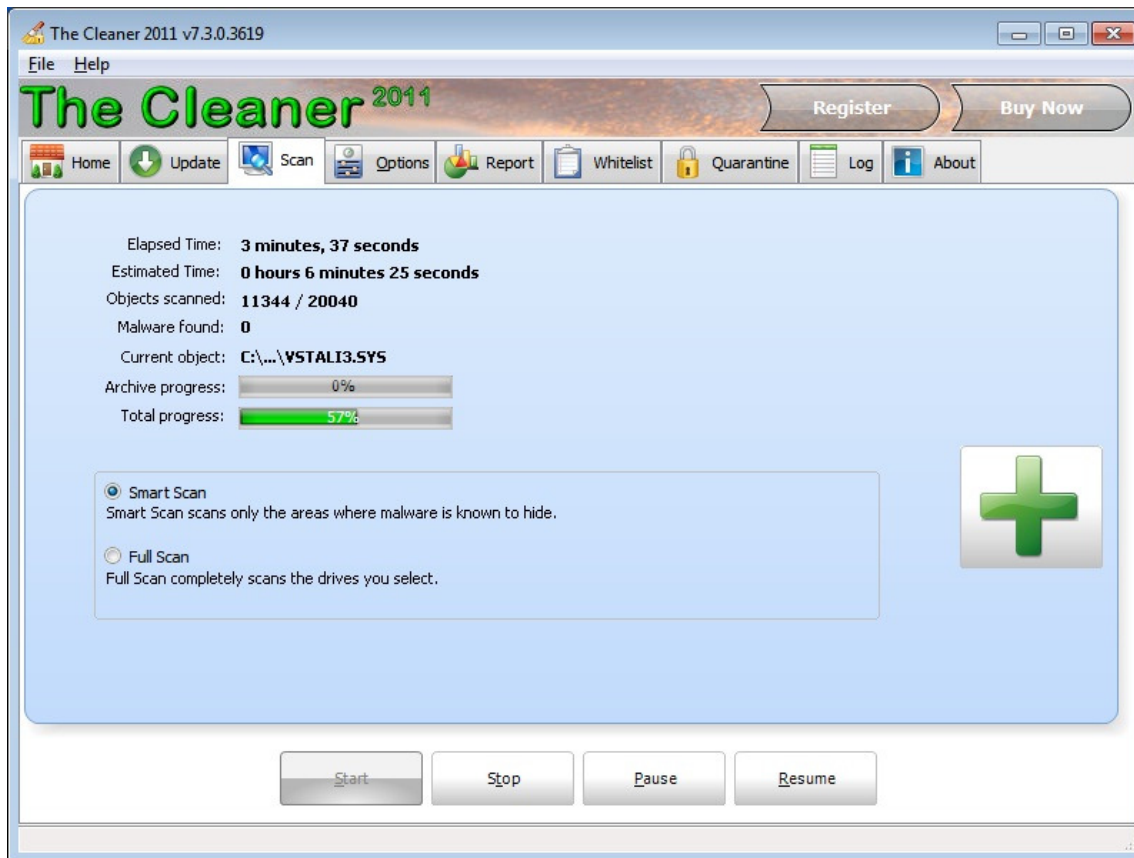 The Cleaner 2011 v7.3.0.3619
File Help
The Cleaner 2011 Register Buy Now
Home Update Scan Options Report Whitelist Quarantine Log About
Elapsed Time: 3 minutes, 37 seconds
Estimated Time: 0 hours 6 minutes 25 seconds
Objects scanned: 11344 / 20040
Malware found: 0
Current object: C:\...\VSTALI3.SYS
Archive progress: 0%
Total progress: 57%
Smart Scan
Smart Scan scans only the areas where malware is known to hide.
Full Scan
Full Scan completely scans the drives you select.
Start Stop Pause Resume